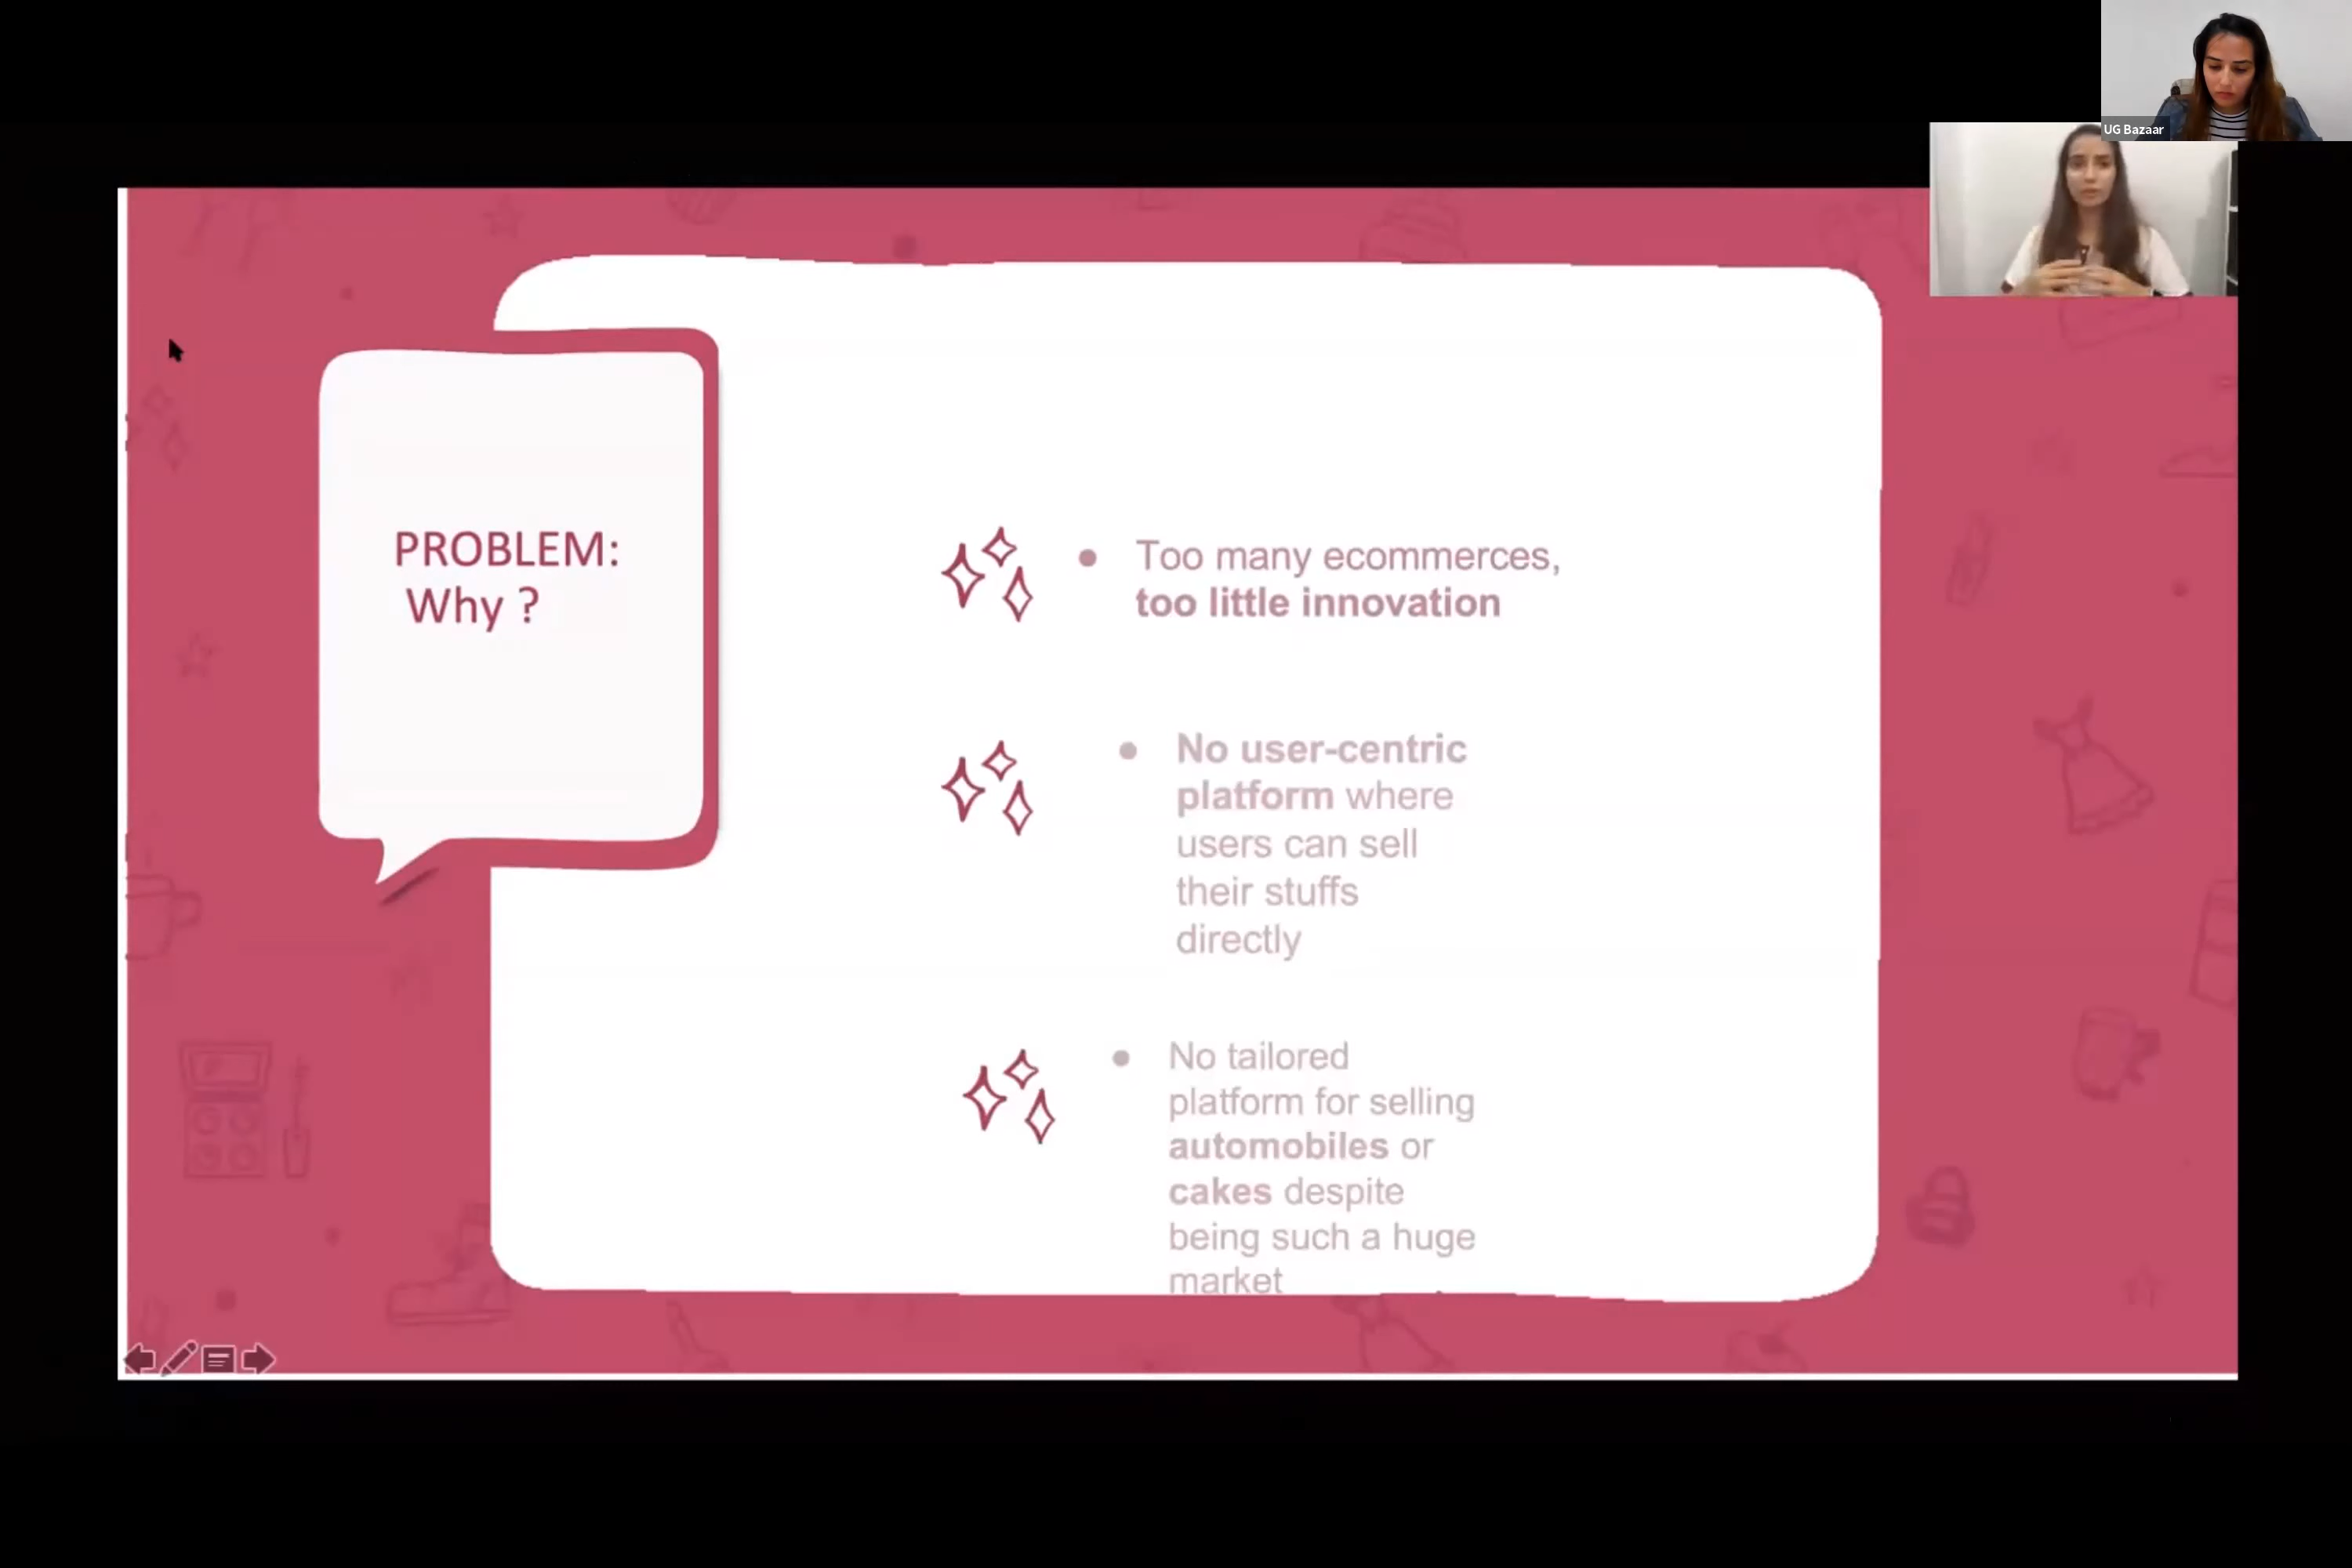 UG Bazaar
PROBLEM:
Why ?
Too many ecommerces,
too little innovation
No user-centric
platform where
users can sell
their stuffs
directly
No tailored
platform for selling
automobiles or
cakes despite
being such a huge
market